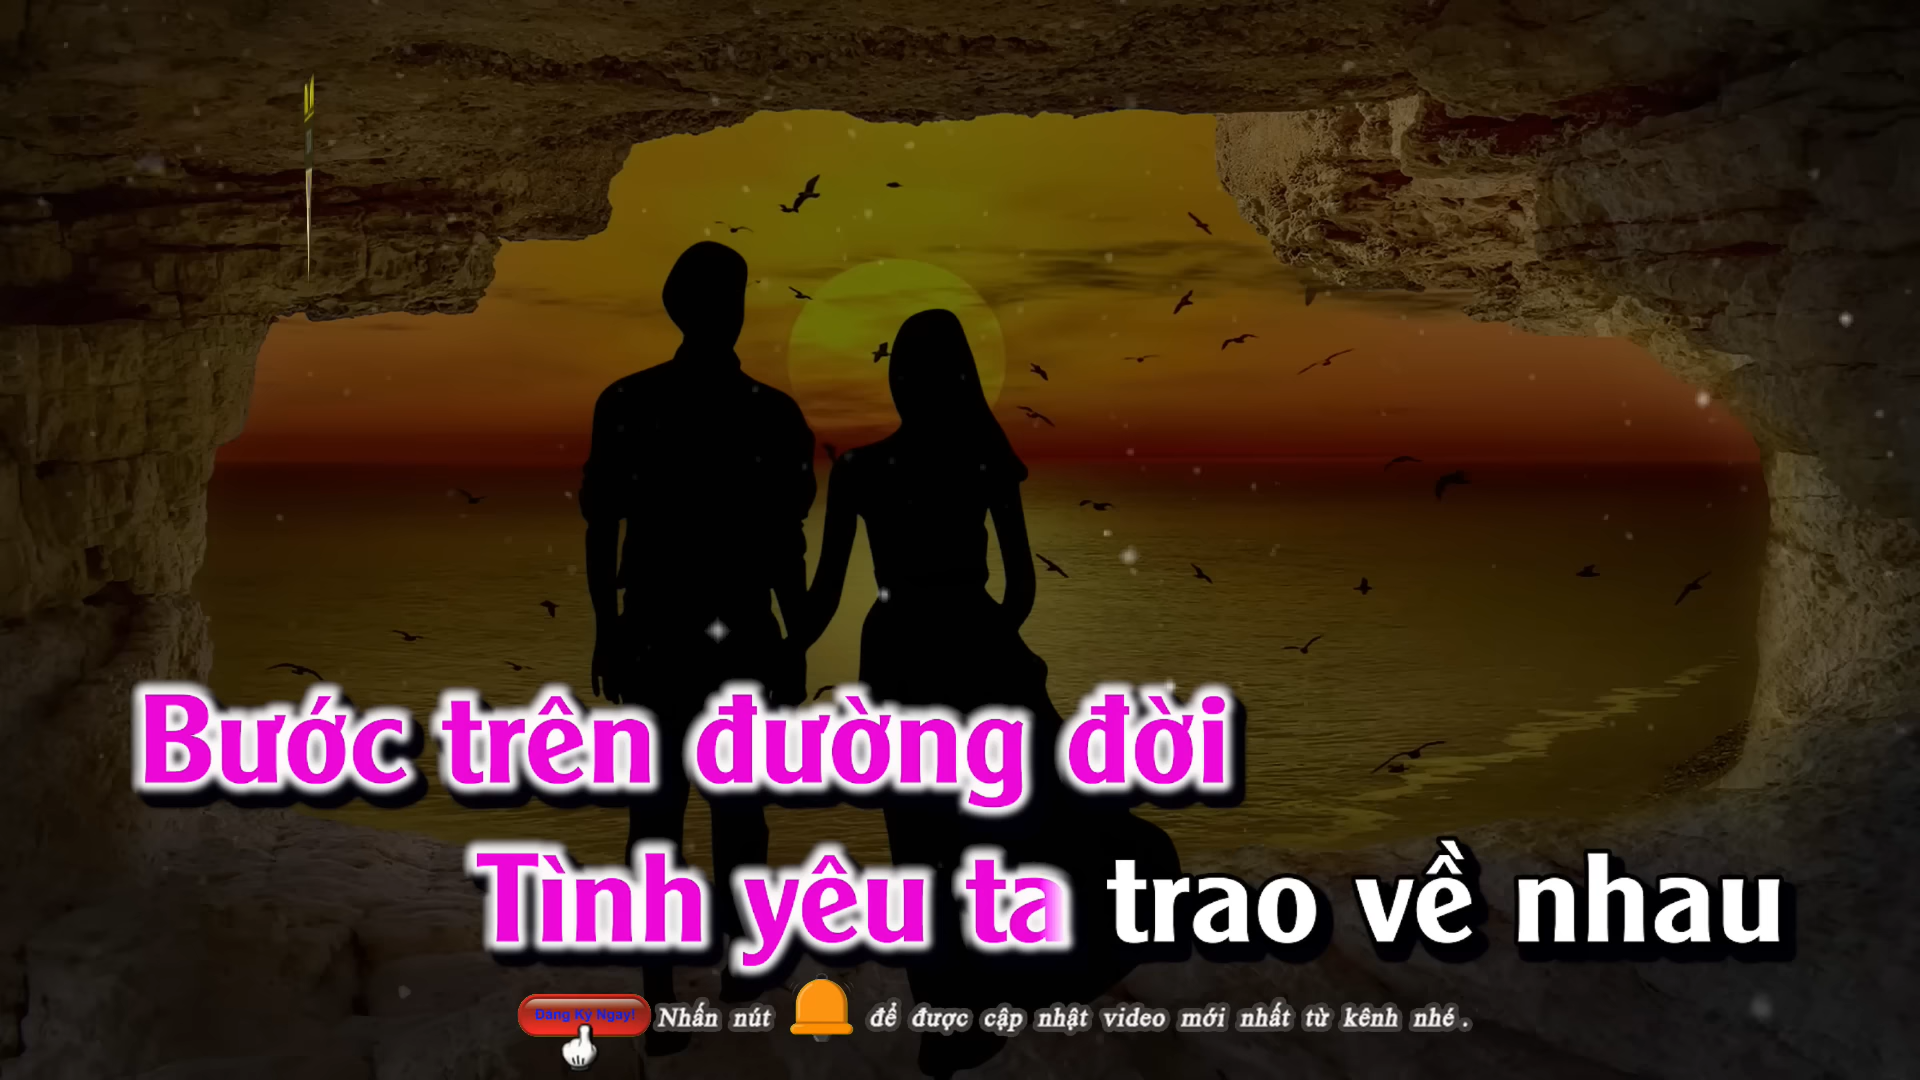 Bước trên đường đời
Tình yêu ta trao về nhau
Đăng Ký Ngay! Nhấn nút để được cập nhật video mới nhất từ kênh nhé.